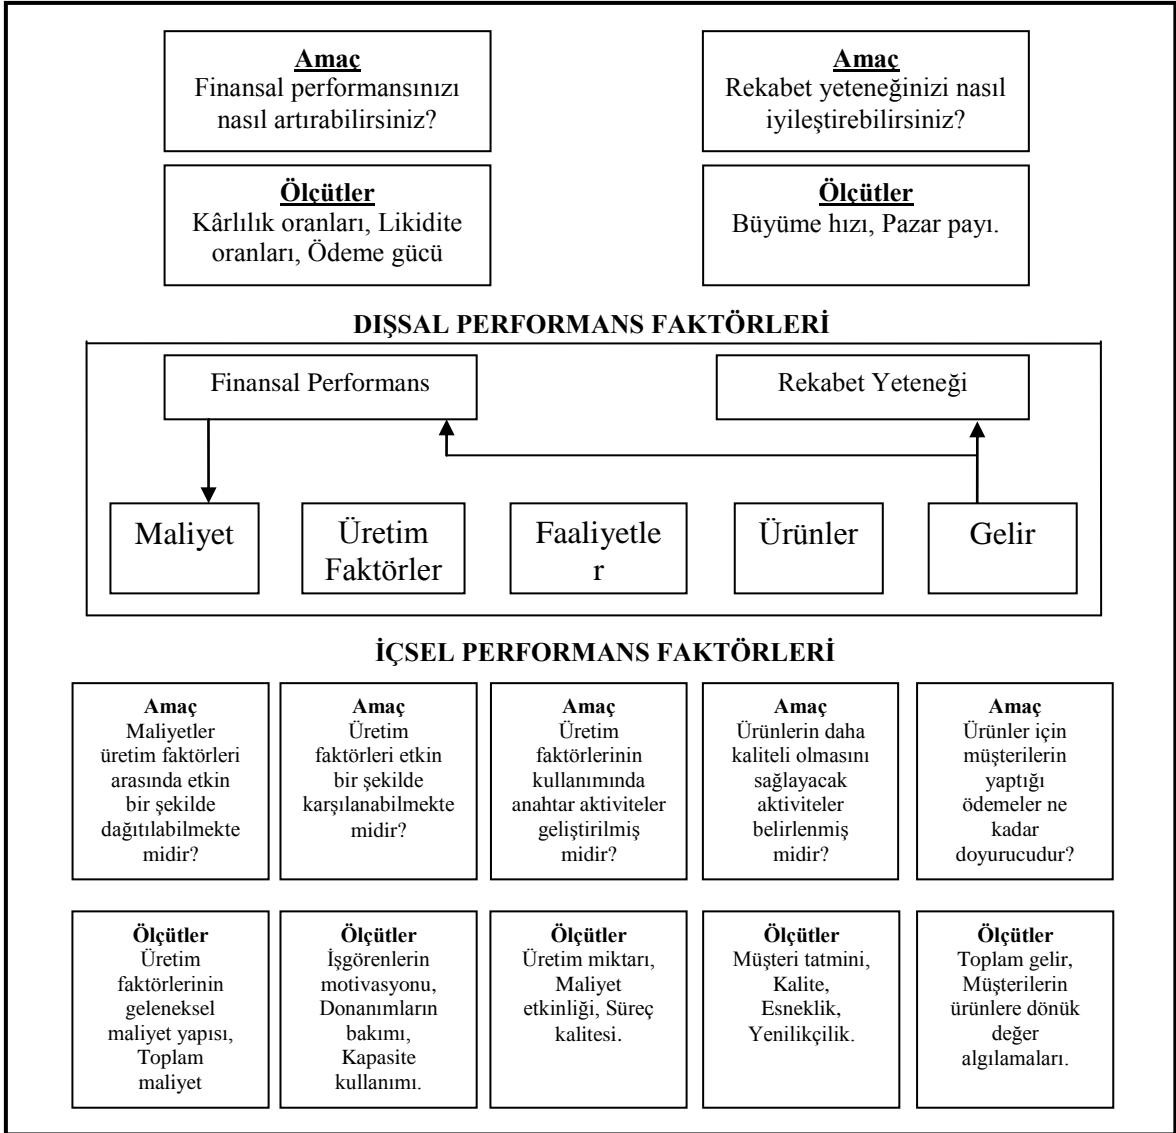 Amaç
Finansal performansınızı
nasıl artırabilirsiniz?
Amaç
Rekabet yeteneğinizi nasıl
iyileştirebilirsiniz?
Ölçütler
Kârlılık oranları, Likidite
oranları, Ödeme gücü
Ölçütler
Büyüme hızı, Pazar payı.
DIŞSAL PERFORMANS FAKTÖRLERİ
Finansal Performans
Rekabet Yeteneği
Maliyet
Üretim
Faktörler
Faaliyetle
r
Ürünler
Gelir
İÇSEL PERFORMANS FAKTÖRLERİ
Amaç
Maliyetler
üretim faktörleri
arasında etkin
bir şekilde
dağıtılabilmekte
midir?
Amaç
Üretim
faktörleri etkin
bir şekilde
karşılanabilmekte
midir?
Amaç
Üretim
faktörlerinin
kullanımında
anahtar aktiviteler
geliştirilmiş
midir?
Amaç
Ürünlerin daha
kaliteli olmasını
sağlayacak
aktiviteler
belirlenmiş
midir?
Amaç
Ürünler için
müşterilerin
yaptığı
ödemeler ne
kadar
doyurucudur?
Ölçütler
Üretim
faktörlerinin
geleneksel
maliyet yapısı,
Toplam
maliyet
Ölçütler
İşgörenlerin
motivasyonu,
Donanımların
bakımı,
Kapasite
kullanımı.
Ölçütler
Üretim miktarı,
Maliyet
etkinliği, Süreç
kalitesi.
Ölçütler
Müşteri tatmini,
Kalite,
Esneklik,
Yenilikçilik.
Ölçütler
Toplam gelir,
Müşterilerin
ürünlere dönük
değer
algılamaları.